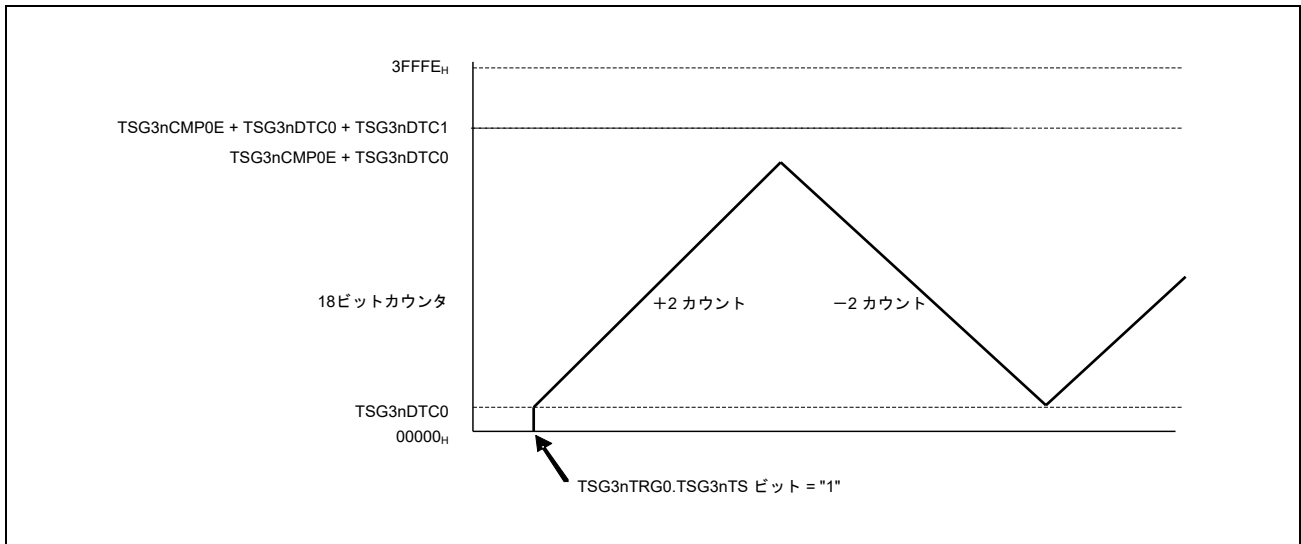 3FFFEH
TSG3nCMP0E + TSG3nDTC0 + TSG3nDTC1
TSG3nCMP0E + TSG3nDTC0
18ビットカウンタ
+2 カウント
-2 カウント
TSG3nDTC0
00000H
TSG3nTRG0.TSG3nTS ビット = "1"